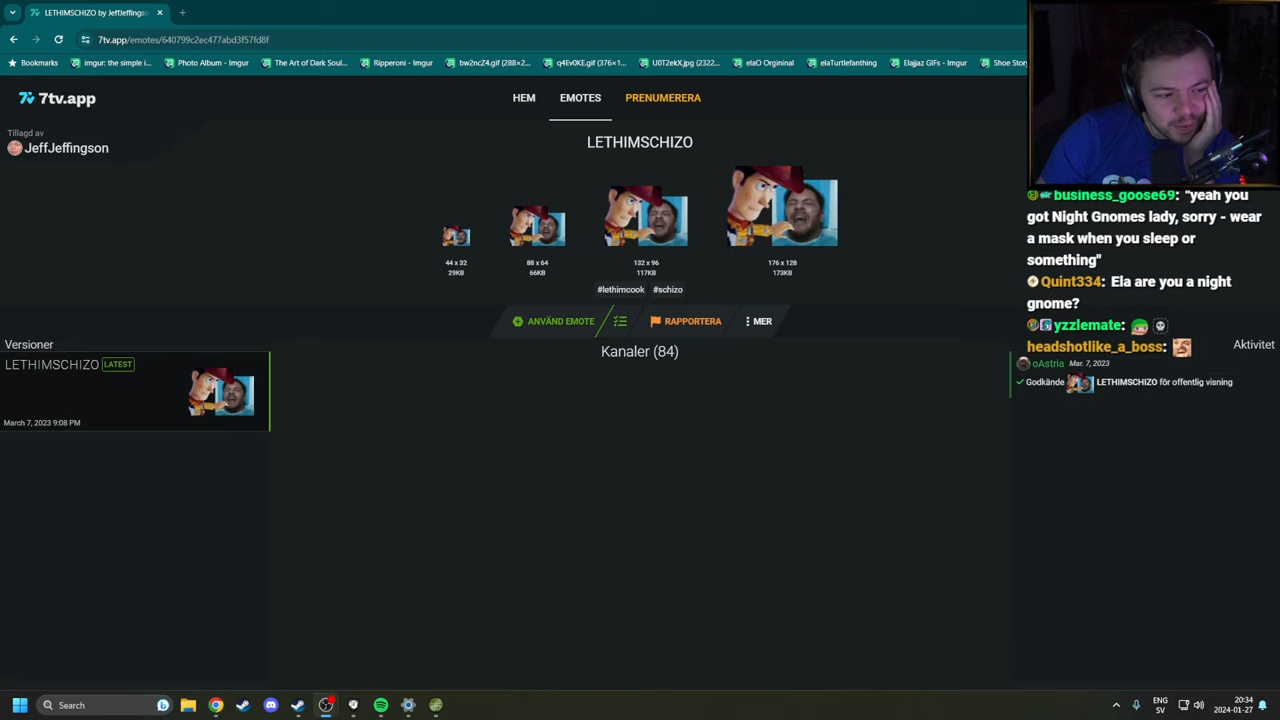 LETHIMSCHIZO by JeffJeffingso
7tv.app/emotes/640799c2ec477abd3f57fd8f
Bookmarks
imgur: the simple i...
Photo Album - Imgur
The Art of Dark Soul...
Ripperoni - Imgur
bw2ncZ4.gif (288×2...
q4Ev0KE.gif (376×1...
U0T2ekX.jpg (2322...
elaO Orgininal
elaTurtlefanthing
Elajjaz GIFs - Imgur
Shoe Story
7tv.app
HEM
EMOTES
PRENUMERERA
Tillagd av
JeffJeffingson
LETHIMSCHIZO
44 x 32
29KB
88 x 64
66KB
132 x 96
117KB
176 x 128
173KB
#lethimcook #schizo
ANVÄND EMOTE
RAPPORTERA
MER
Versioner
LETHIMSCHIZO LATEST
March 7, 2023 9:08 PM
Kanaler (84)
business_goose69: "yeah you
got Night Gnomes lady, sorry - wear
a mask when you sleep or
something"
Quint334: Ela are you a night
gnome?
yzzlemate:
headshotlike_a_boss:
Aktivitet
oAstria Mar. 7, 2023
Godkände LETHIMSCHIZO för offentlig visning
Search
ENG
SV
20:34
2024-01-27